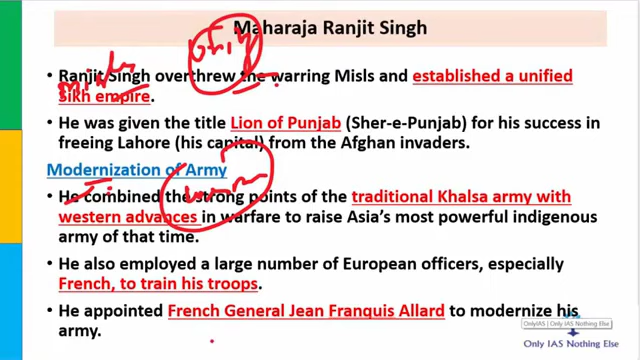 Maharaja Ranjit Singh
Ranjit Singh overthrew the warring Misls and established a unified
Sikh empire.
He was given the title Lion of Punjab (Sher-e-Punjab) for his success in
freeing Lahore (his capital) from the Afghan invaders.
Modernization of Army
He combined the strong points of the traditional Khalsa army with
western advances in warfare to raise Asia's most powerful indigenous
army of that time.
He also employed a large number of European officers, especially
French, to train his troops.
He appointed French General Jean Franquis Allard to modernize his
army.
OnlyIAS | Only IAS Nothing Else
Only IAS Nothing Else